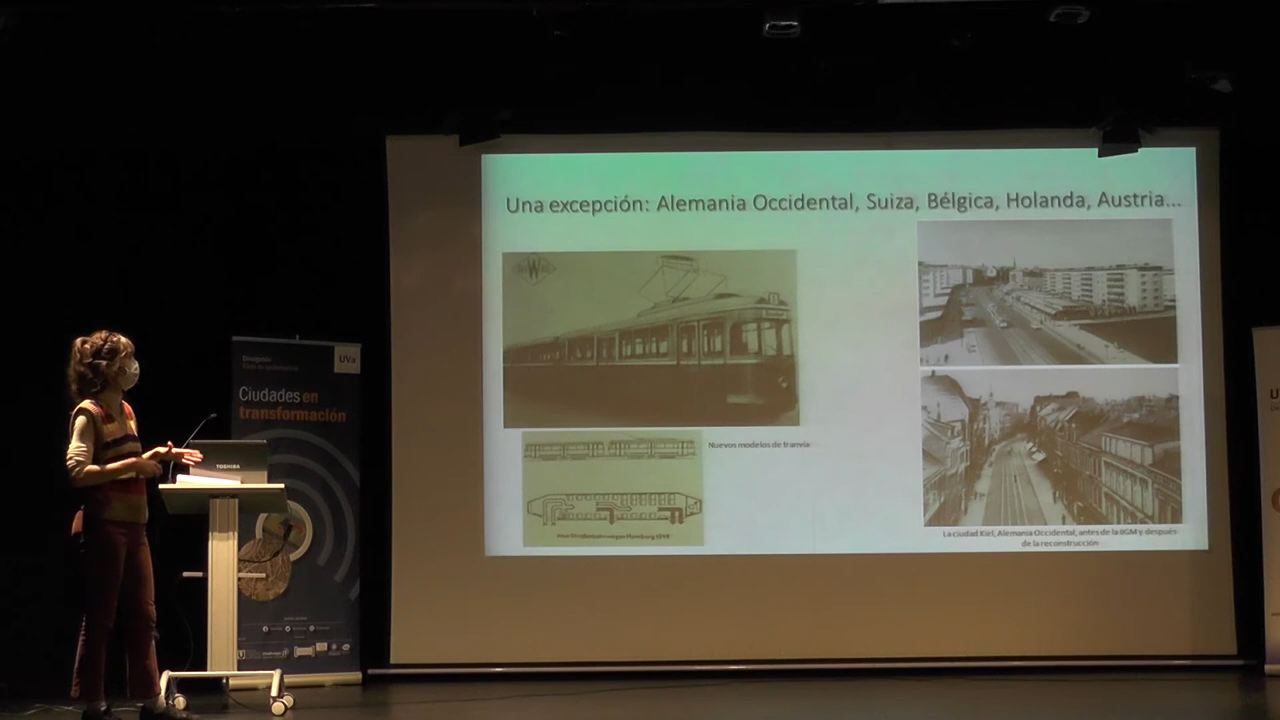 Una excepción: Alemania Occidental, Suiza, Bélgica, Holanda, Austria...
W
Nuevos modelos de tranvía
La ciudad Kiel, Alemania Occidental, antes de la IIGM y después
de la reconstrucción
UVa
Ciudades en
transformación
TOSHIBA